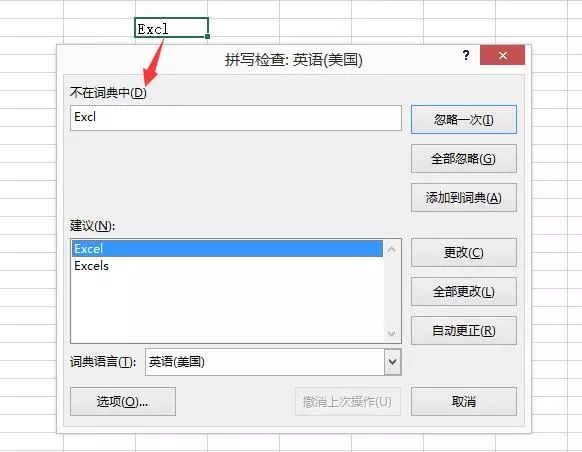 Excl
拼写检查: 英语(美国)
?
不在词典中(D)
Excl
忽略一次(I)
全部忽略(G)
添加到词典(A)
建议(N):
Excel
Excels
更改(C)
全部更改(L)
自动更正(R)
词典语言(T):
英语(美国)
选项(O)...
撤消上次操作(U)
取消